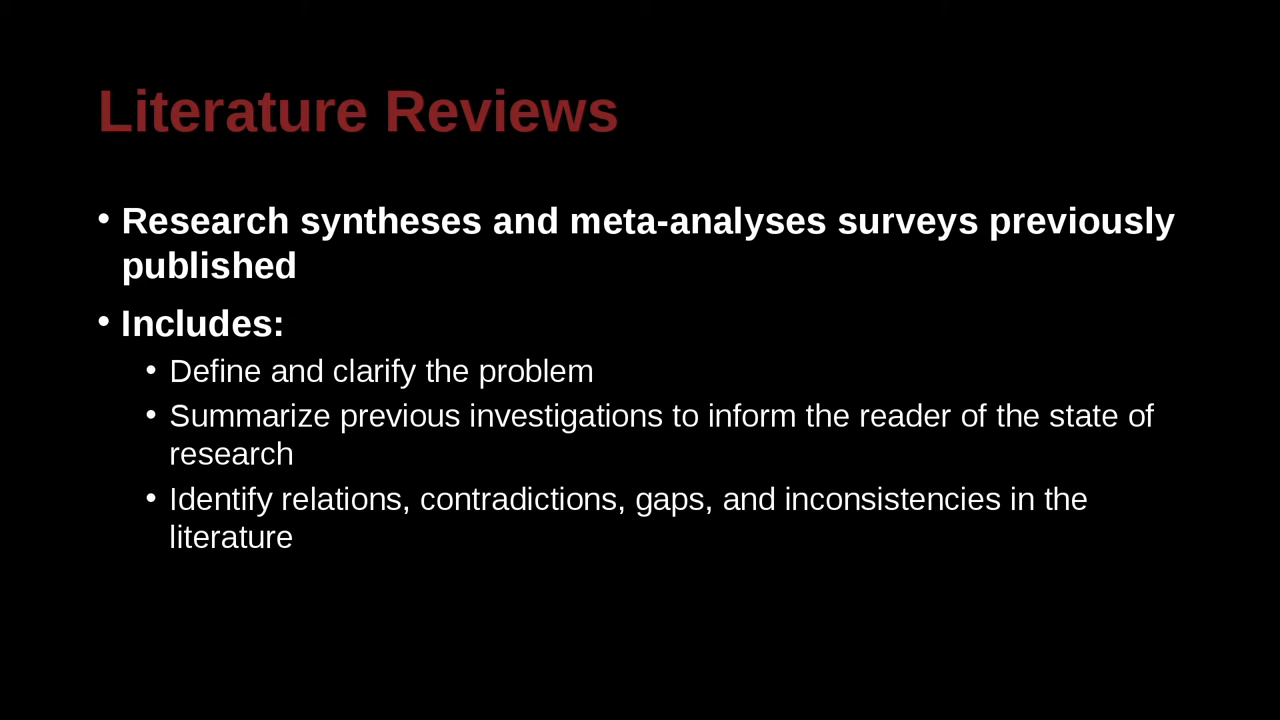 Literature Reviews
• Research syntheses and meta-analyses surveys previously
published
• Includes:
• Define and clarify the problem
• Summarize previous investigations to inform the reader of the state of
research
• Identify relations, contradictions, gaps, and inconsistencies in the
literature